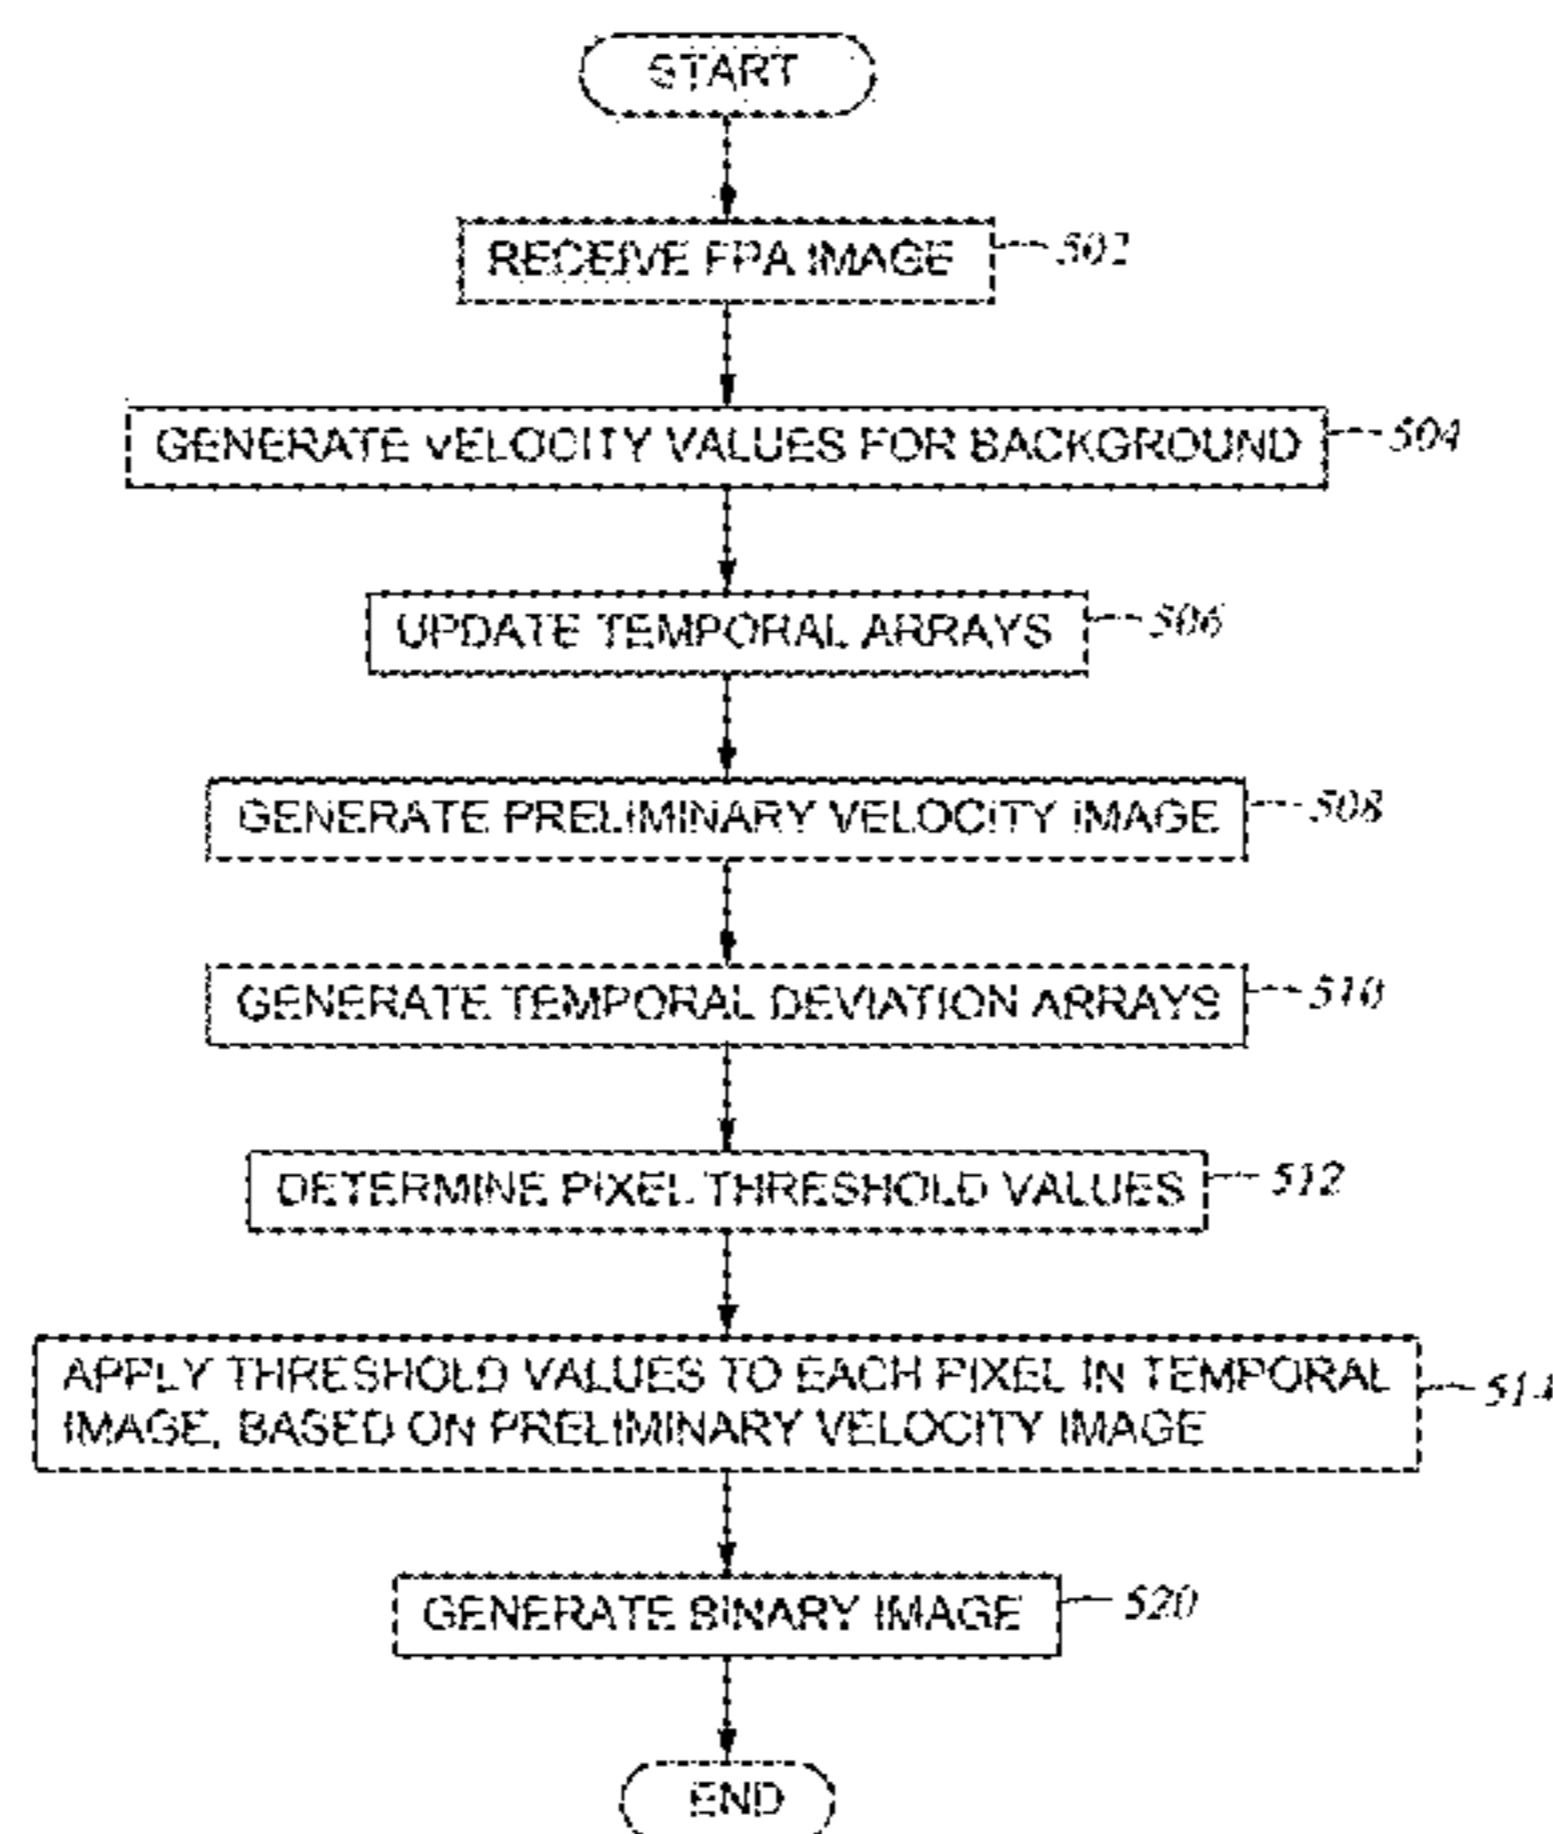 START
RECEIVE FPA IMAGE
502
GENERATE VELOCITY VALUES FOR BACKGROUND
504
UPDATE TEMPORAL ARRAYS
506
GENERATE PRELIMINARY VELOCITY IMAGE
508
GENERATE TEMPORAL DEVIATION ARRAYS
510
DETERMINE PIXEL THRESHOLD VALUES
512
APPLY THRESHOLD VALUES TO EACH PIXEL IN TEMPORAL
IMAGE, BASED ON PRELIMINARY VELOCITY IMAGE
514
GENERATE BINARY IMAGE
520
END